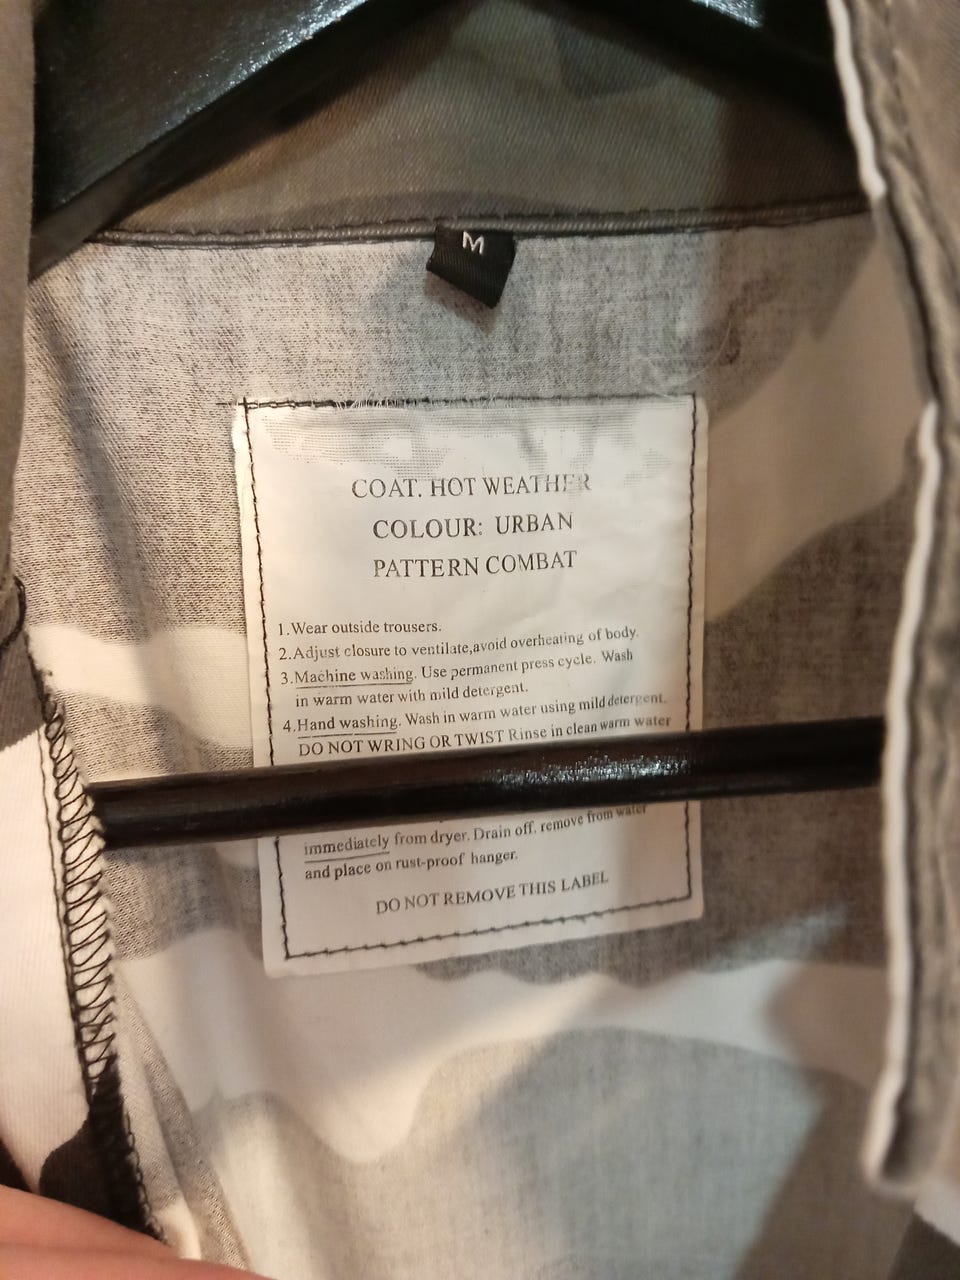 M
COAT. HOT WEATHER
COLOUR: URBAN
PATTERN COMBAT
1.Wear outside trousers.
2.Adjust closure to ventilate,avoid overheating of body.
3.Machine washing. Use permanent press cycle. Wash
in warm water with mild detergent.
4.Hand washing. Wash in warm water using mild detergent.
DO NOT WRING OR TWIST Rinse in clean warm water
immediately from dryer. Drain off. remove from water
and place on rust-proof hanger.
DO NOT REMOVE THIS LABEL